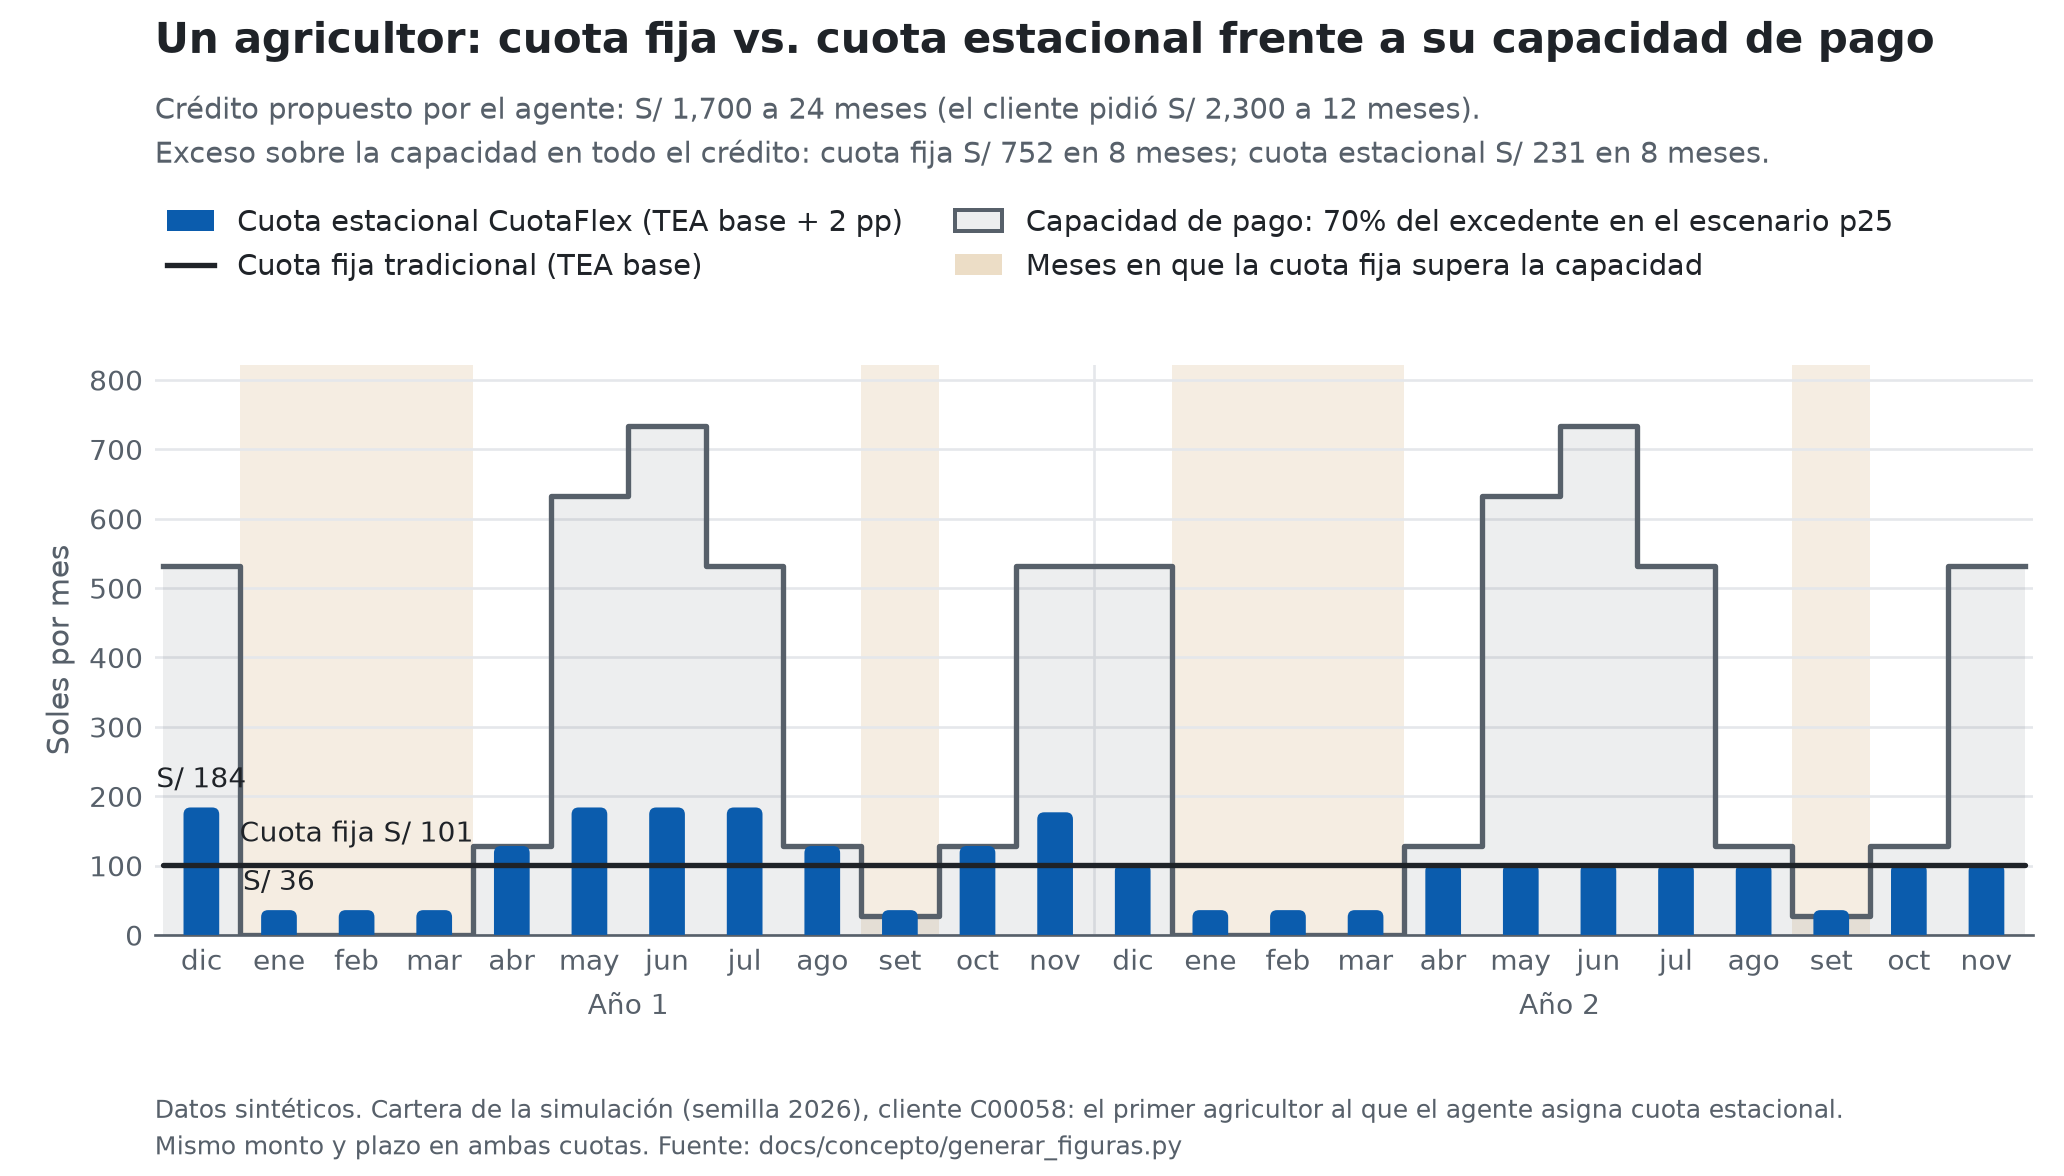 Un agricultor: cuota fija vs. cuota estacional frente a su capacidad de pago
Crédito propuesto por el agente: S/ 1,700 a 24 meses (el cliente pidió S/ 2,300 a 12 meses).
Exceso sobre la capacidad en todo el crédito: cuota fija S/ 752 en 8 meses; cuota estacional S/ 231 en 8 meses.
Cuota estacional CuotaFlex (TEA base + 2 pp)
Cuota fija tradicional (TEA base)
Capacidad de pago: 70% del excedente en el escenario p25
Meses en que la cuota fija supera la capacidad
Soles por mes
800
700
600
500
400
300
200
100
0
S/ 184
Cuota fija S/ 101
S/ 36
dic ene feb mar abr may jun jul ago set oct nov dic ene feb mar abr may jun jul ago set oct nov
Año 1 Año 2
Datos sintéticos. Cartera de la simulación (semilla 2026), cliente C00058: el primer agricultor al que el agente asigna cuota estacional.
Mismo monto y plazo en ambas cuotas. Fuente: docs/concepto/generar_figuras.py